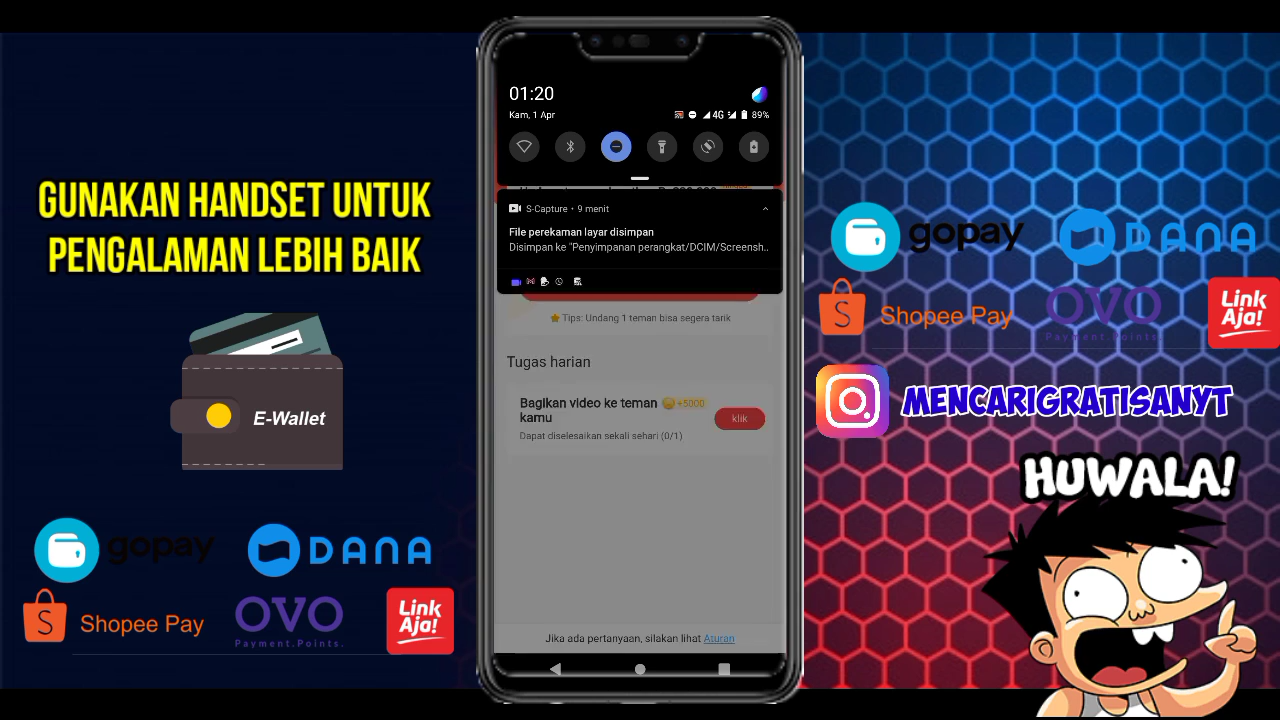 GUNAKAN HANDSET UNTUK
PENGALAMAN LEBIH BAIK
E-Wallet
gopay
DANA
S
Shopee Pay
OVO
Payment.Points.
Link
Aja!
01:20
Kam, 1 Apr
4G
89%
S-Capture • 9 menit
File perekaman layar disimpan
Disimpan ke "Penyimpanan perangkat/DCIM/Screensh..
Tips: Undang 1 teman bisa segera tarik
Tugas harian
Bagikan video ke teman +5000
kamu
klik
Dapat diselesaikan sekali sehari (0/1)
Jika ada pertanyaan, silakan lihat Aturan
gopay
DANA
S
Shopee Pay
OVO
Payment.Points.
Link
Aja!
MENCARIGRATISANYT
HUWALA!